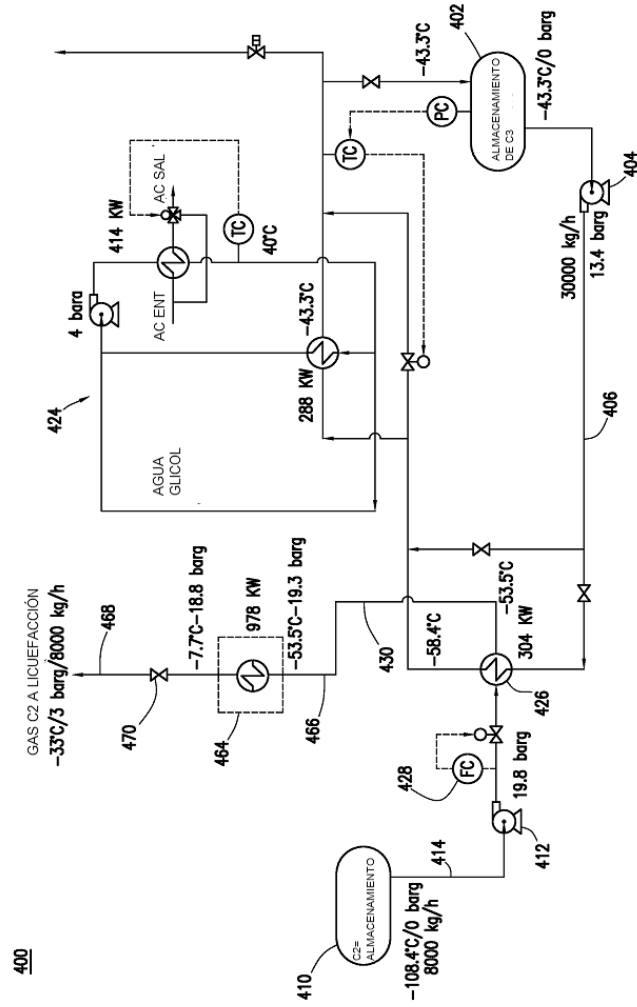 400
GAS C2 A LICUEFACCIÓN
-33°C/3 barg/8000 kg/h
468
470
-7.7°C-18.8 barg
978 KW
464
-53.5°C-19.3 barg
466
430
424
4 bara
414 KW
AC SAL
AC ENT
TC
40°C
AGUA
GLICOL
-43.3°C
288 KW
TC
PC
-43.3°C
402
ALMACENAMIENTO
DE C3
-43.3°C/0 barg
404
30000 kg/h
13.4 barg
406
-58.4°C
-53.5°C
304 KW
426
428
FC
19.8 barg
412
414
410
C2=
ALMACENAMIENTO
-108.4°C/0 barg
8000 kg/h